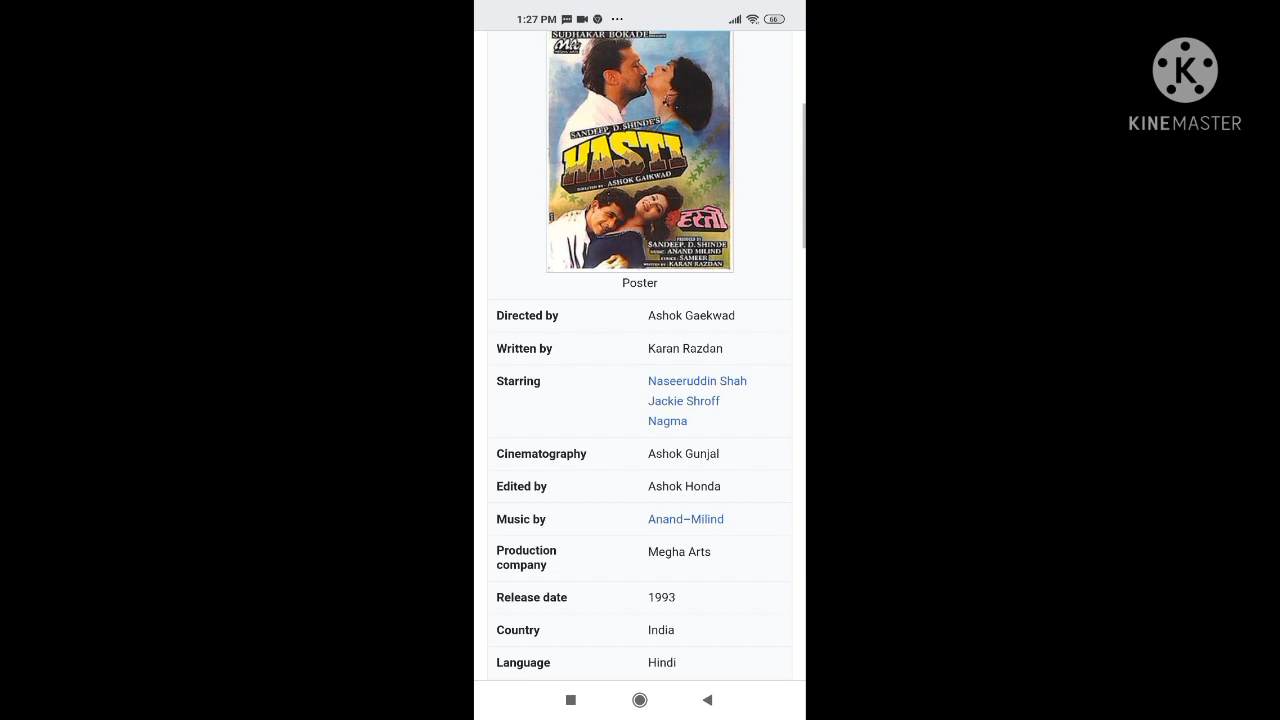 1:27 PM
66
SUDHAKAR BOKADE
SANDEEP. D. SHINDE'S
HASTI
DIRECTED BY: ASHOK GAIKWAD
हस्ती
PRODUCED BY
SANDEEP. D. SHINDE
MUSIC: ANAND MILIND
LYRICS: SAMEER
WRITTEN BY: KARAN RAZDAN
Poster
Directed by Ashok Gaekwad
Written by Karan Razdan
Starring Naseeruddin Shah
Jackie Shroff
Nagma
Cinematography Ashok Gunjal
Edited by Ashok Honda
Music by Anand–Milind
Production Megha Arts
company
Release date 1993
Country India
Language Hindi
K
KINEMASTER